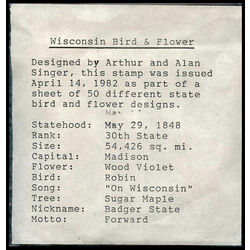 Wisconsin Bird & Flower
Designed by Arthur and Alan
Singer, this stamp was issued
April 14, 1982 as part of a
sheet of 50 different state
bird and flower designs.
Statehood: May 29, 1848
Rank: 30th State
Size: 54,426 sq. mi.
Capital: Madison
Flower: Wood Violet
Bird: Robin
Song: "On Wisconsin"
Tree: Sugar Maple
Nickname: Badger State
Motto: Forward